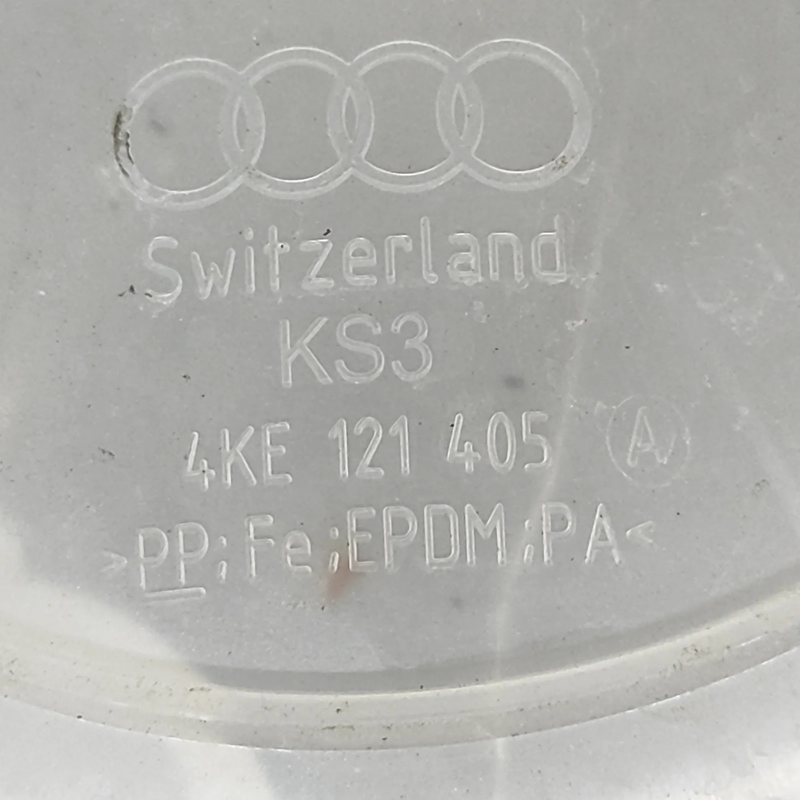 Switzerland
KS3
4KE 121 405 A
>PP;Fe;EPDM;PA<